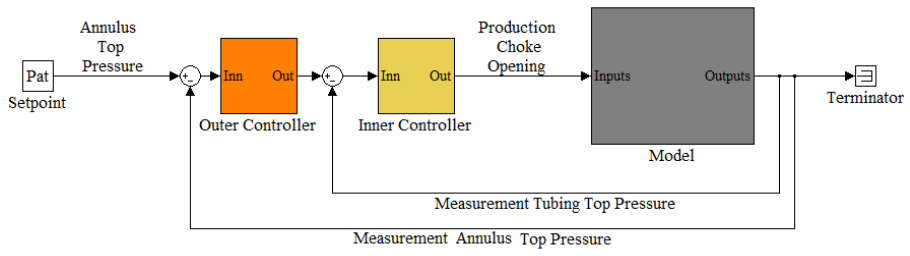 Annulus
Top
Pressure
Production
Choke
Opening
Pat
Setpoint
+
-
Inn
Out
Outer Controller
+
-
Inn
Out
Inner Controller
Inputs
Outputs
Model
Terminator
Measurement Tubing Top Pressure
Measurement Annulus Top Pressure